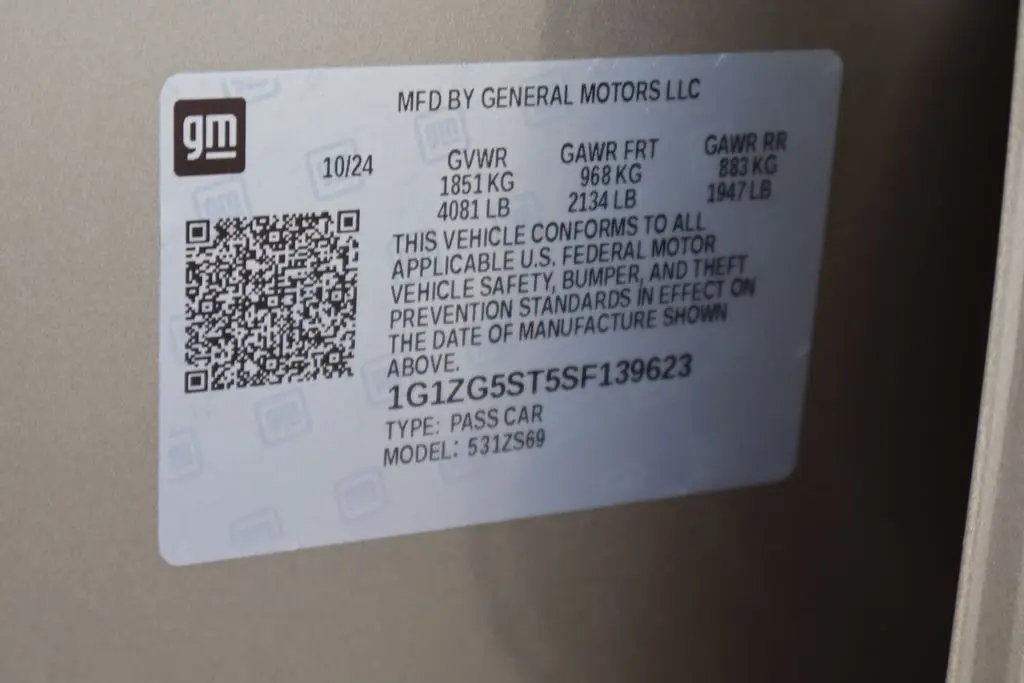 gm
MFD BY GENERAL MOTORS LLC
10/24
GVWR
1851 KG
4081 LB
GAWR FRT
968 KG
2134 LB
GAWR RR
883 KG
1947 LB
THIS VEHICLE CONFORMS TO ALL
APPLICABLE U.S. FEDERAL MOTOR
VEHICLE SAFETY, BUMPER, AND THEFT
PREVENTION STANDARDS IN EFFECT ON
THE DATE OF MANUFACTURE SHOWN
ABOVE.
1G1ZG5ST5SF139623
TYPE: PASS CAR
MODEL: 531ZS69